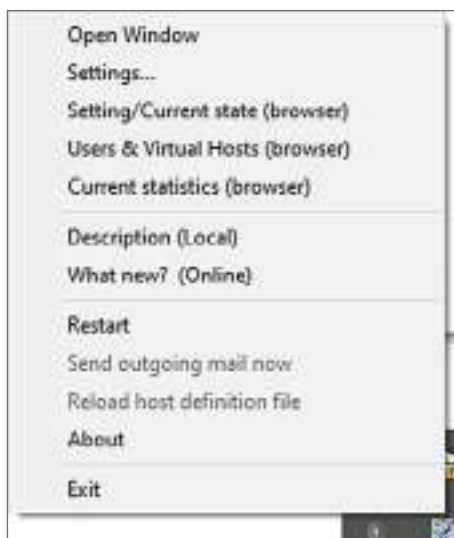 Open Window
Settings...
Setting/Current state (browser)
Users & Virtual Hosts (browser)
Current statistics (browser)
Description (Local)
What new? (Online)
Restart
Send outgoing mail now
Reload host definition file
About
Exit